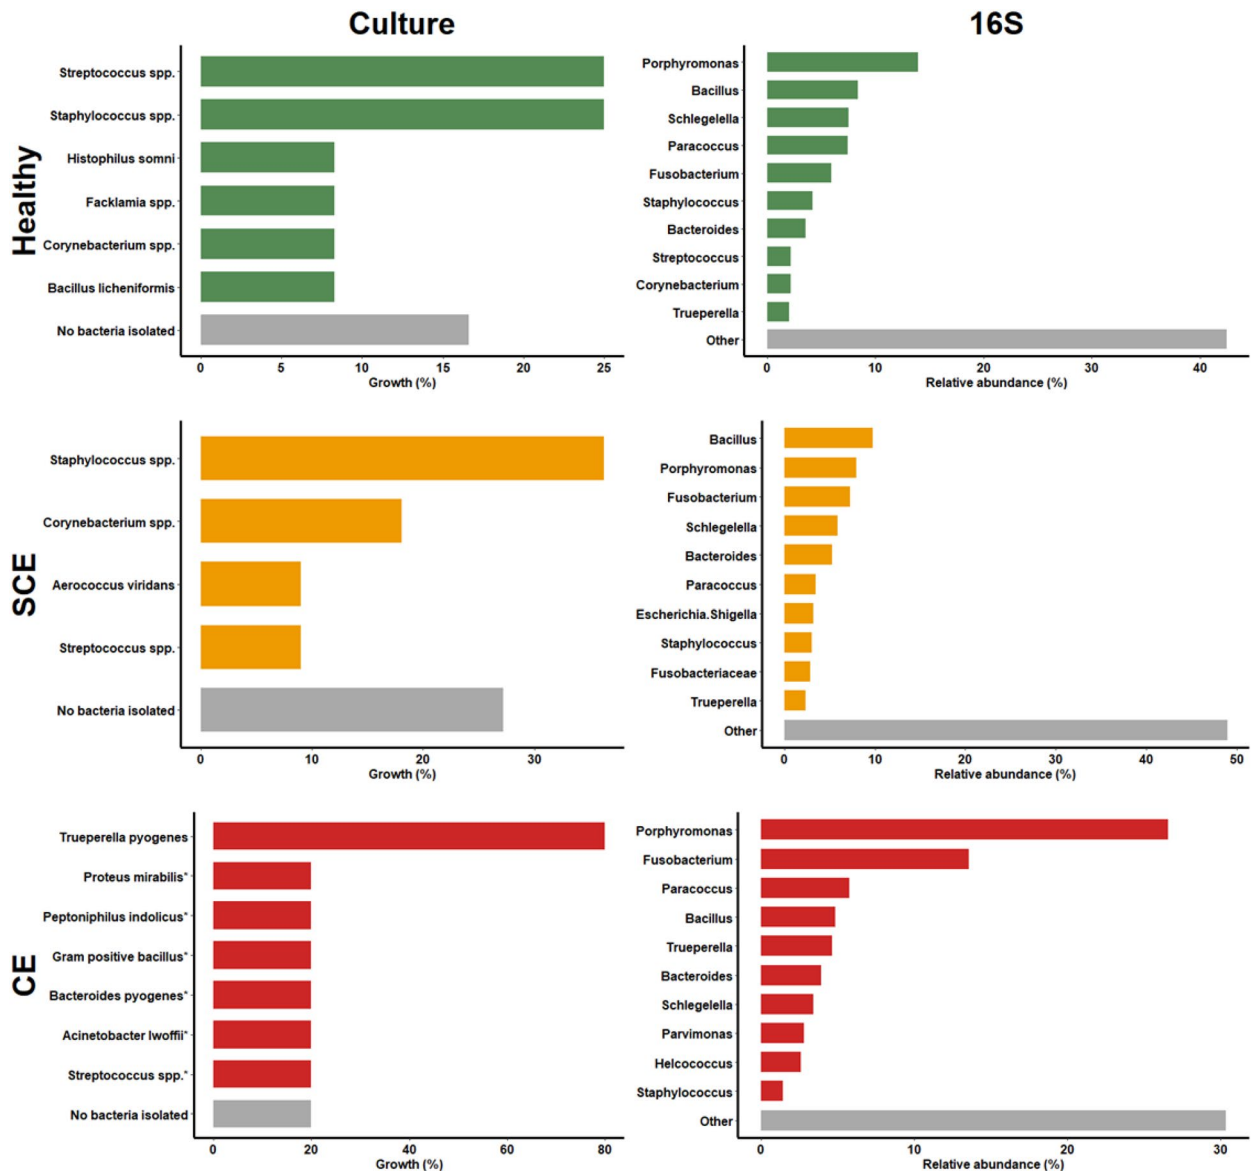 Culture
16S
Healthy
Streptococcus spp.
Staphylococcus spp.
Histophilus somni
Facklamia spp.
Corynebacterium spp.
Bacillus licheniformis
No bacteria isolated
0 5 10 15 20 25
Growth (%)
Porphyromonas
Bacillus
Schlegelella
Paracoccus
Fusobacterium
Staphylococcus
Bacteroides
Streptococcus
Corynebacterium
Trueperella
Other
0 10 20 30 40
Relative abundance (%)
SCE
Staphylococcus spp.
Corynebacterium spp.
Aerococcus viridans
Streptococcus spp.
No bacteria isolated
0 10 20 30
Growth (%)
Bacillus
Porphyromonas
Fusobacterium
Schlegelella
Bacteroides
Paracoccus
Escherichia.Shigella
Staphylococcus
Fusobacteriaceae
Trueperella
Other
0 10 20 30 40 50
Relative abundance (%)
CE
Trueperella pyogenes
Proteus mirabilis*
Peptoniphilus indolicus*
Gram positive bacillus*
Bacteroides pyogenes*
Acinetobacter lwoffii*
Streptococcus spp.*
No bacteria isolated
0 20 40 60 80
Growth (%)
Porphyromonas
Fusobacterium
Paracoccus
Bacillus
Trueperella
Bacteroides
Schlegelella
Parvimonas
Helcococcus
Staphylococcus
Other
0 10 20 30
Relative abundance (%)